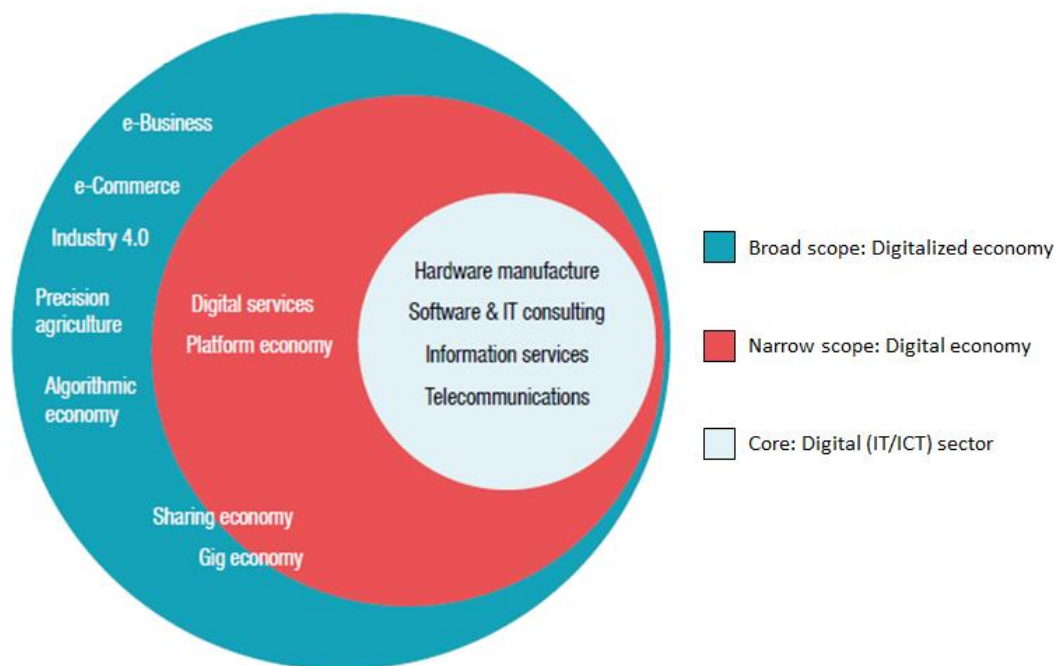 e-Business
e-Commerce
Industry 4.0
Precision
agriculture
Algorithmic
economy
Digital services
Platform economy
Sharing economy
Gig economy
Hardware manufacture
Software & IT consulting
Information services
Telecommunications
Broad scope: Digitalized economy
Narrow scope: Digital economy
Core: Digital (IT/ICT) sector